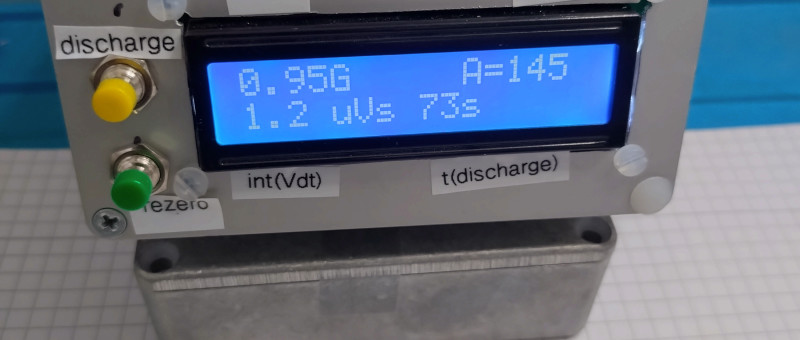 discharge
0.95G A=145
1.2 uVs 73s
int(Vdt) t(discharge)
rezero